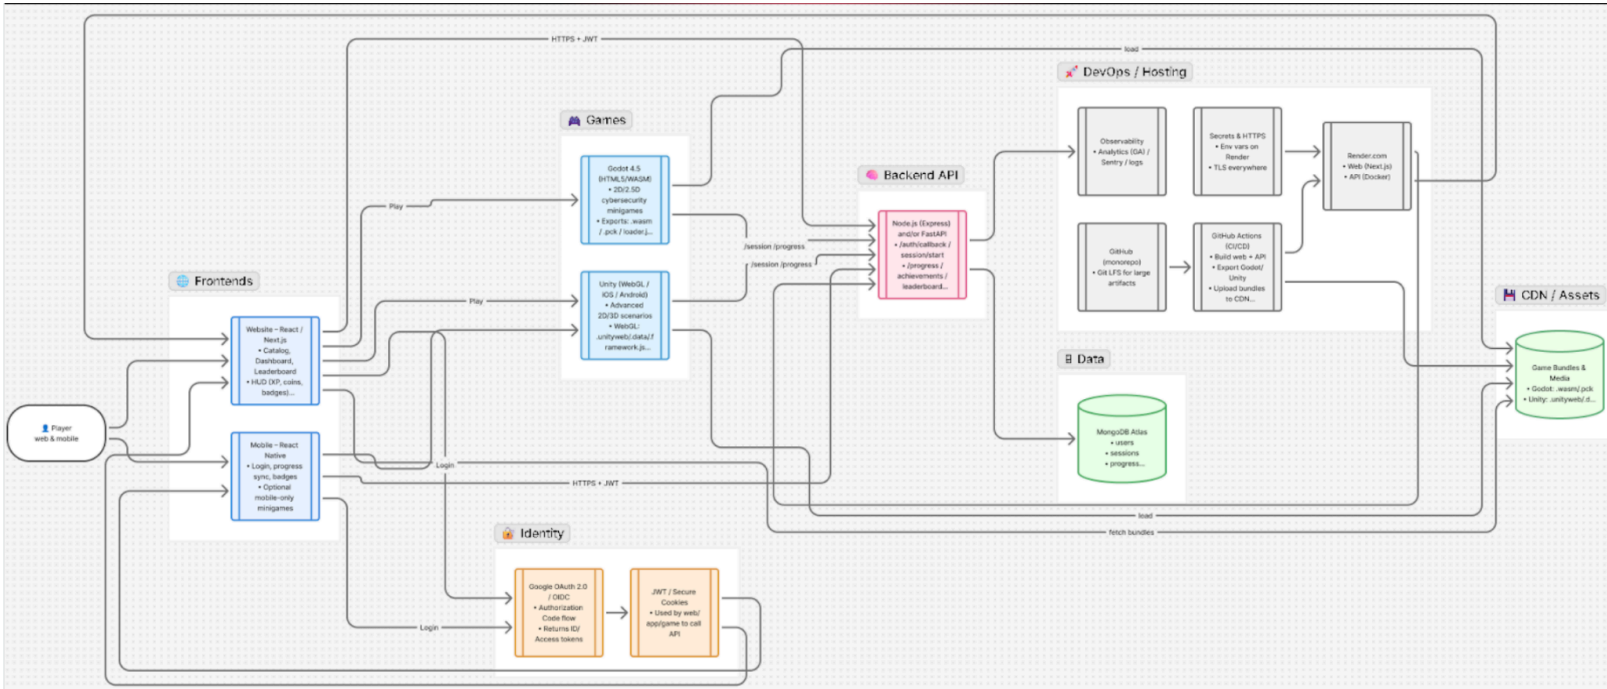 HTTPS + JWT
load
🚀 DevOps / Hosting
🎮 Games
Observability
• Analytics (GA) /
Sentry / logs
Secrets & HTTPS
• Env vars on
Render
• TLS everywhere
Render.com
• Web (Next.js)
• API (Docker)
Godot 4.5
(HTML5/WASM)
• 2D/2.5D
cybersecurity
minigames
• Exports: .wasm
/ .pck / loader.j...
🧠 Backend API
Play
Node.js (Express)
and/or FastAPI
• /auth/callback /
session/start
• /progress /
achievements /
leaderboard...
/session /progress
/session /progress
GitHub
(monorepo)
• Git LFS for large
artifacts
GitHub Actions
(CI/CD)
• Build web + API
• Export Godot/
Unity
• Upload bundles
to CDN...
🌐 Frontends
Unity (WebGL /
iOS / Android)
• Advanced
2D/3D scenarios
• WebGL:
.unityweb/.data/.f
ramework.js...
Play
💾 CDN / Assets
Website – React /
Next.js
• Catalog,
Dashboard,
Leaderboard
• HUD (XP, coins,
badges)...
🗄 Data
Game Bundles &
Media
• Godot: .wasm/.pck
• Unity: .unityweb/.d...
👤 Player
web & mobile
MongoDB Atlas
• users
• sessions
• progress...
Mobile – React
Native
• Login, progress
sync, badges
• Optional
mobile-only
minigames
Login
HTTPS + JWT
load
fetch bundles
🔐 Identity
Google OAuth 2.0
/ OIDC
• Authorization
Code flow
• Returns ID/
Access tokens
JWT / Secure
Cookies
• Used by web/
app/game to call
API
Login